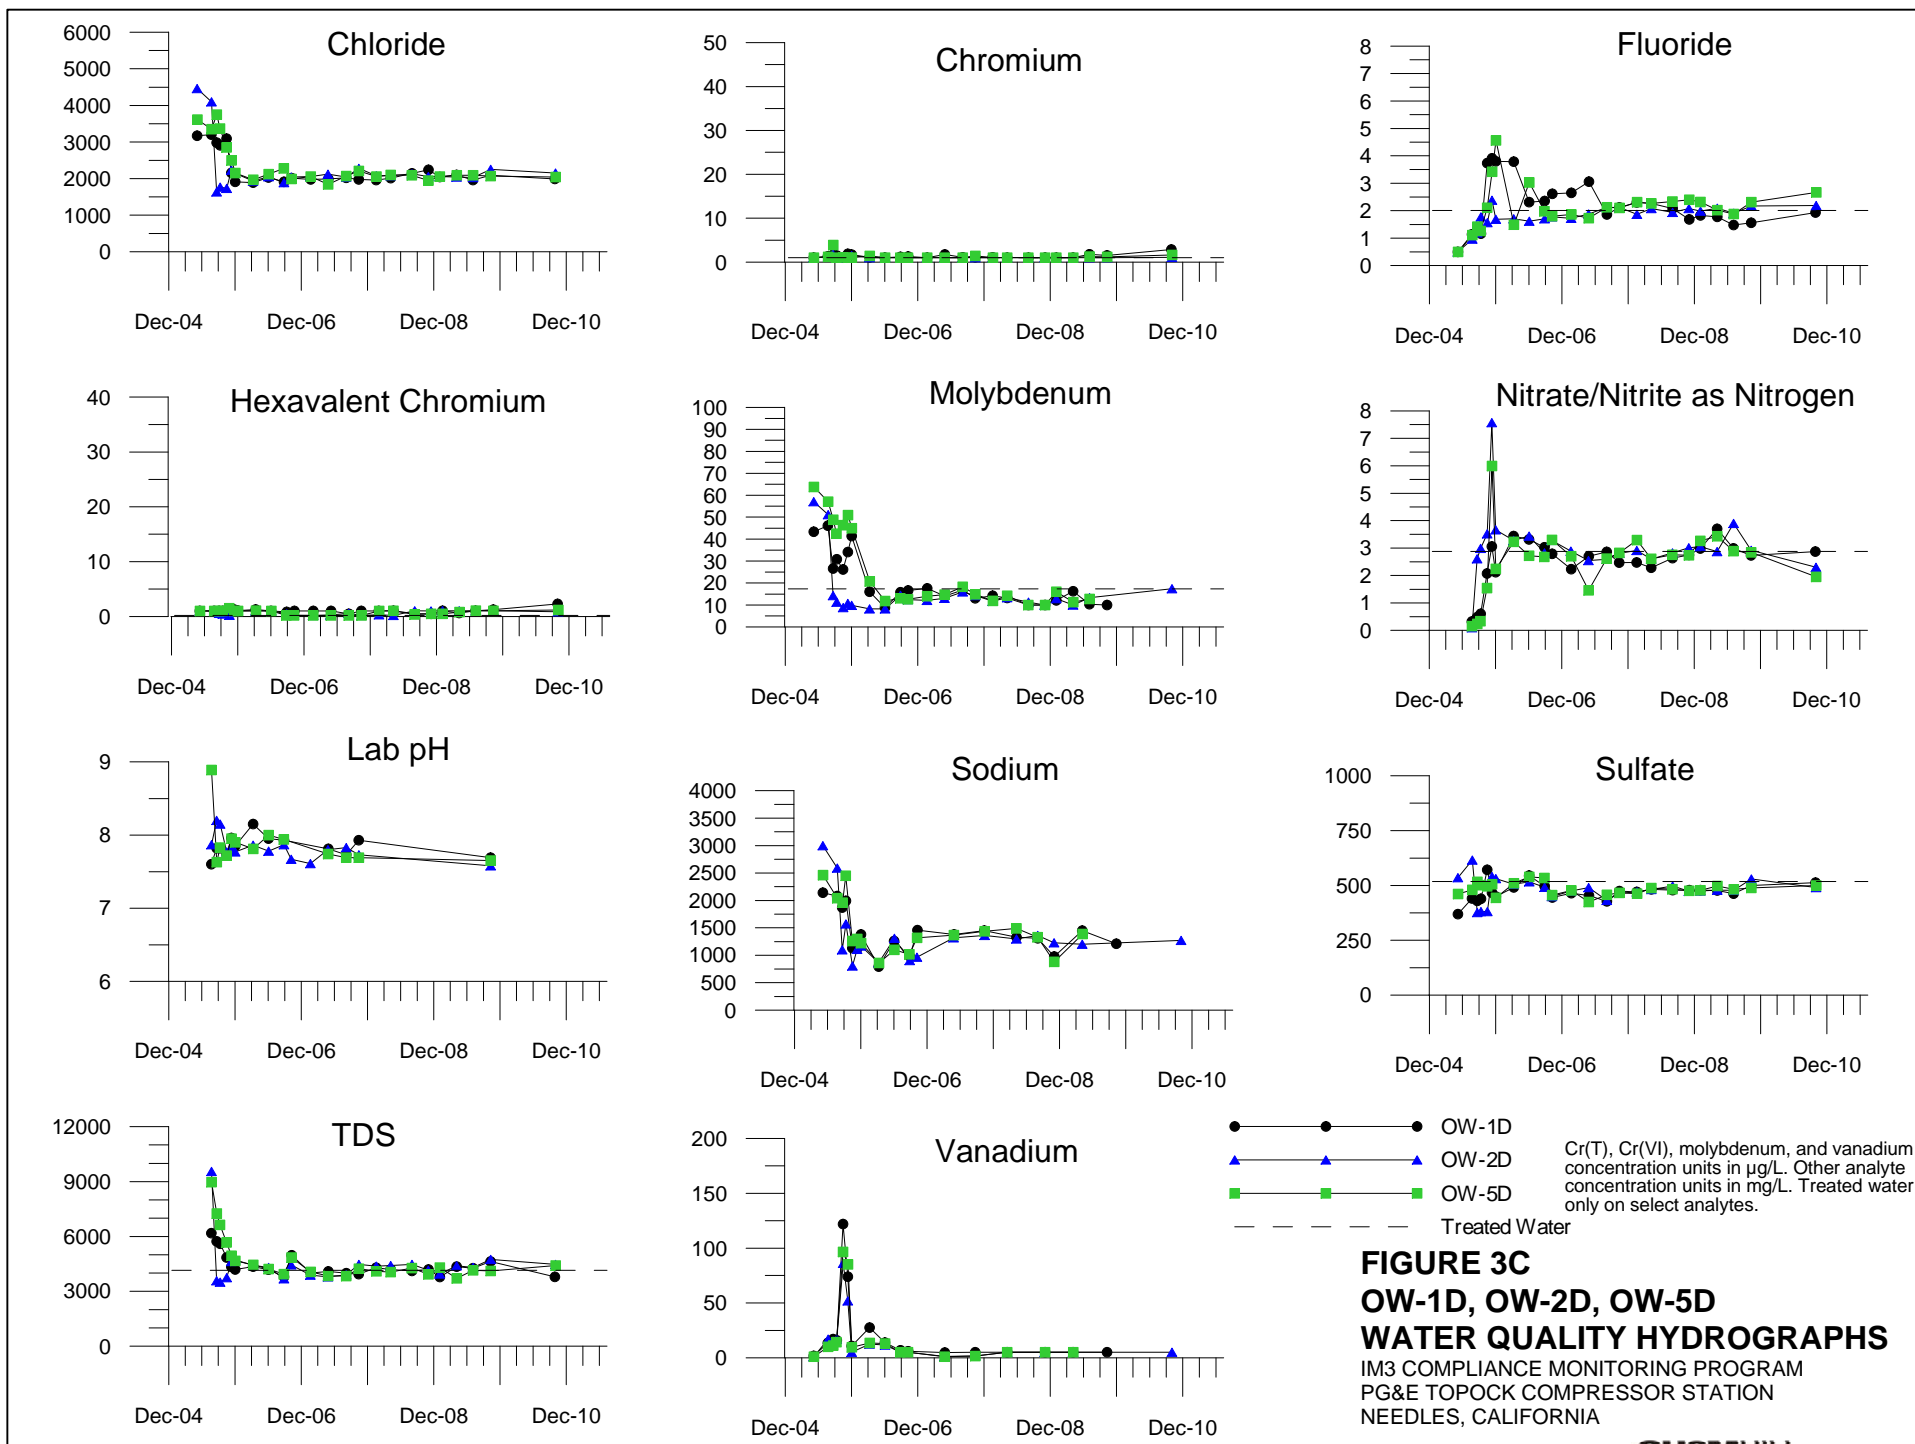 Chloride
6000
5000
4000
3000
2000
1000
0
Dec-04 Dec-06 Dec-08 Dec-10
Chromium
50
40
30
20
10
0
Dec-04 Dec-06 Dec-08 Dec-10
Fluoride
8
7
6
5
4
3
2
1
0
Dec-04 Dec-06 Dec-08 Dec-10
Hexavalent Chromium
40
30
20
10
0
Dec-04 Dec-06 Dec-08 Dec-10
Molybdenum
100
90
80
70
60
50
40
30
20
10
0
Dec-04 Dec-06 Dec-08 Dec-10
Nitrate/Nitrite as Nitrogen
8
7
6
5
4
3
2
1
0
Dec-04 Dec-06 Dec-08 Dec-10
Lab pH
9
8
7
6
Dec-04 Dec-06 Dec-08 Dec-10
Sodium
4000
3500
3000
2500
2000
1500
1000
500
0
Dec-04 Dec-06 Dec-08 Dec-10
Sulfate
1000
750
500
250
0
Dec-04 Dec-06 Dec-08 Dec-10
TDS
12000
9000
6000
3000
0
Dec-04 Dec-06 Dec-08 Dec-10
Vanadium
200
150
100
50
0
Dec-04 Dec-06 Dec-08 Dec-10
OW-1D
OW-2D
OW-5D
Treated Water
Cr(T), Cr(VI), molybdenum, and vanadium
concentration units in µg/L. Other analyte
concentration units in mg/L. Treated water
only on select analytes.
FIGURE 3C
OW-1D, OW-2D, OW-5D
WATER QUALITY HYDROGRAPHS
IM3 COMPLIANCE MONITORING PROGRAM
PG&E TOPOCK COMPRESSOR STATION
NEEDLES, CALIFORNIA